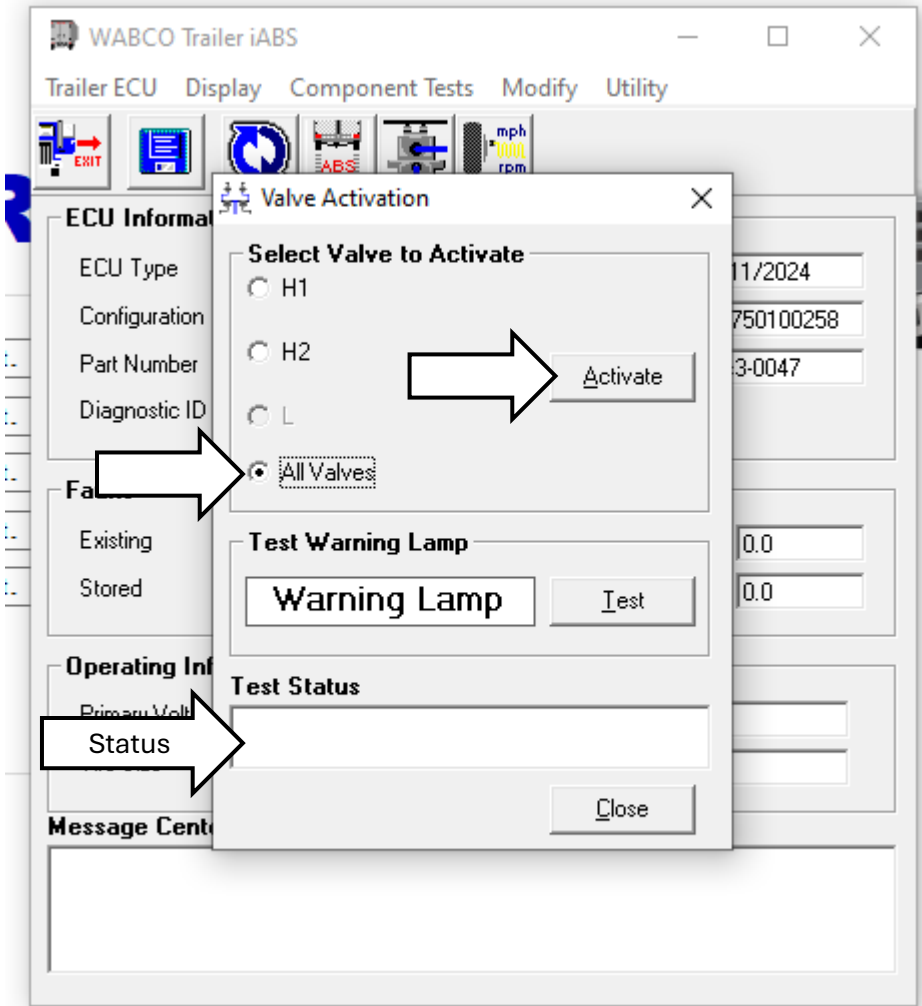 WABCO Trailer iABS
Trailer ECU Display Component Tests Modify Utility
EXIT ABS mph rpm
Valve Activation
ECU Informat
ECU Type 11/2024
Configuration 750100258
Part Number 3-0047
Diagnostic ID
Select Valve to Activate
H1
H2
Activate
L
All Valves
Existing 0.0
Stored 0.0
Test Warning Lamp
Warning Lamp Test
Operating Inf
Test Status
Status
Close
Message Cente